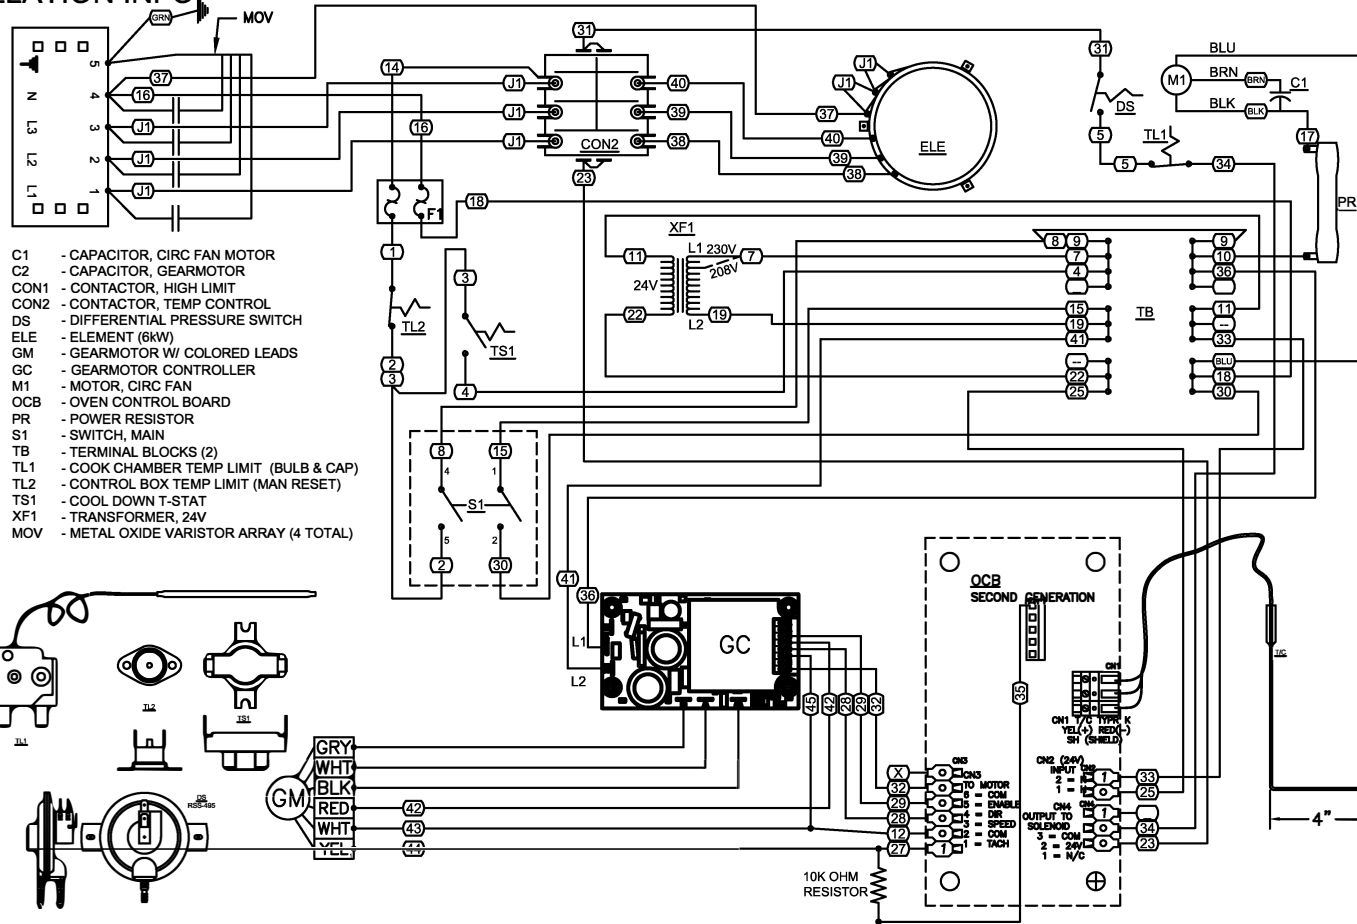 MOV
GRN
5
37
4
16
N
L3
3
J1
L2
2
J1
L1
1
J1
14
16
F1
18
31
J1
J1
J1
40
39
38
CON2
23
J1
J1
37
40
39
38
ELE
31
DS
5
5
TL1
34
BLU
M1
BRN
BRN
C1
BLK
BLK
17
PR
C1 - CAPACITOR, CIRC FAN MOTOR
C2 - CAPACITOR, GEARMOTOR
CON1 - CONTACTOR, HIGH LIMIT
CON2 - CONTACTOR, TEMP CONTROL
DS - DIFFERENTIAL PRESSURE SWITCH
ELE - ELEMENT (6kW)
GM - GEARMOTOR W/ COLORED LEADS
GC - GEARMOTOR CONTROLLER
M1 - MOTOR, CIRC FAN
OCB - OVEN CONTROL BOARD
PR - POWER RESISTOR
S1 - SWITCH, MAIN
TB - TERMINAL BLOCKS (2)
TL1 - COOK CHAMBER TEMP LIMIT (BULB & CAP)
TL2 - CONTROL BOX TEMP LIMIT (MAN RESET)
TS1 - COOL DOWN T-STAT
XF1 - TRANSFORMER, 24V
MOV - METAL OXIDE VARISTOR ARRAY (4 TOTAL)
1
TL2
2
3
3
TS1
4
XF1
11
L1 230V
7
208V
24V
22
L2
19
8 9
7
4
15
19
41
--
22
25
TB
9
10
36
11
--
33
BLU
18
30
8
15
4
1
S1
5
2
2
30
41
36
L1
L2
GC
45
42
28
29
32
TL1
TL2
TS1
DS
RSS-495
GM
GRY
WHT
BLK
RED
WHT
YEL
42
43
44
OCB
SECOND GENERATION
35
CN1
CN1 T/C TYPR K
YEL(+) RED(-)
SH (SHIELD)
T/C
4”
X
32
29
28
12
27
1
CN3
CN3
TO MOTOR
6 = COM
5 = ENABLE
4 = DIR
3 = SPEED
2 = COM
1 = TACH
CN2 (24V)
INPUT
CN2
2 = N
1 = H
1
33
25
CN4
CN4
OUTPUT TO
SOLENOID
3 = COM
2 = 24V
1 = N/C
1
34
23
10K OHM
RESISTOR